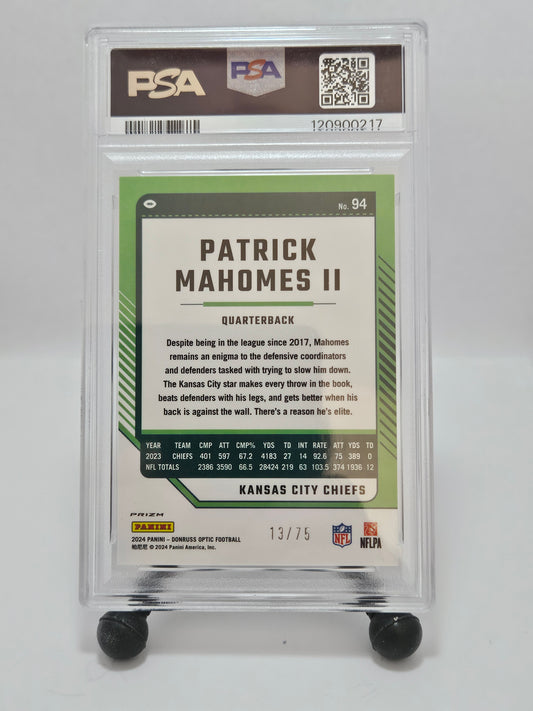 PSA
PSA
120900217
No. 94
PATRICK
MAHOMES II
QUARTERBACK
Despite being in the league since 2017, Mahomes
remains an enigma to the defensive coordinators
and defenders tasked with trying to slow him down.
The Kansas City star makes every throw in the book,
beats defenders with his legs, and gets better when his
back is against the wall. There's a reason he's elite.
YEAR TEAM CMP ATT CMP% YDS TD INT RATE ATT YDS TD
2023 CHIEFS 401 597 67.2 4183 27 14 92.6 75 389 0
NFL TOTALS 2386 3590 66.5 28424 219 63 103.5 374 1936 12
KANSAS CITY CHIEFS
PRIZM
PANINI
13/75
NFL
NFLPA
2024 PANINI – DONRUSS OPTIC FOOTBALL
帕尼尼 © 2024 Panini America, Inc.